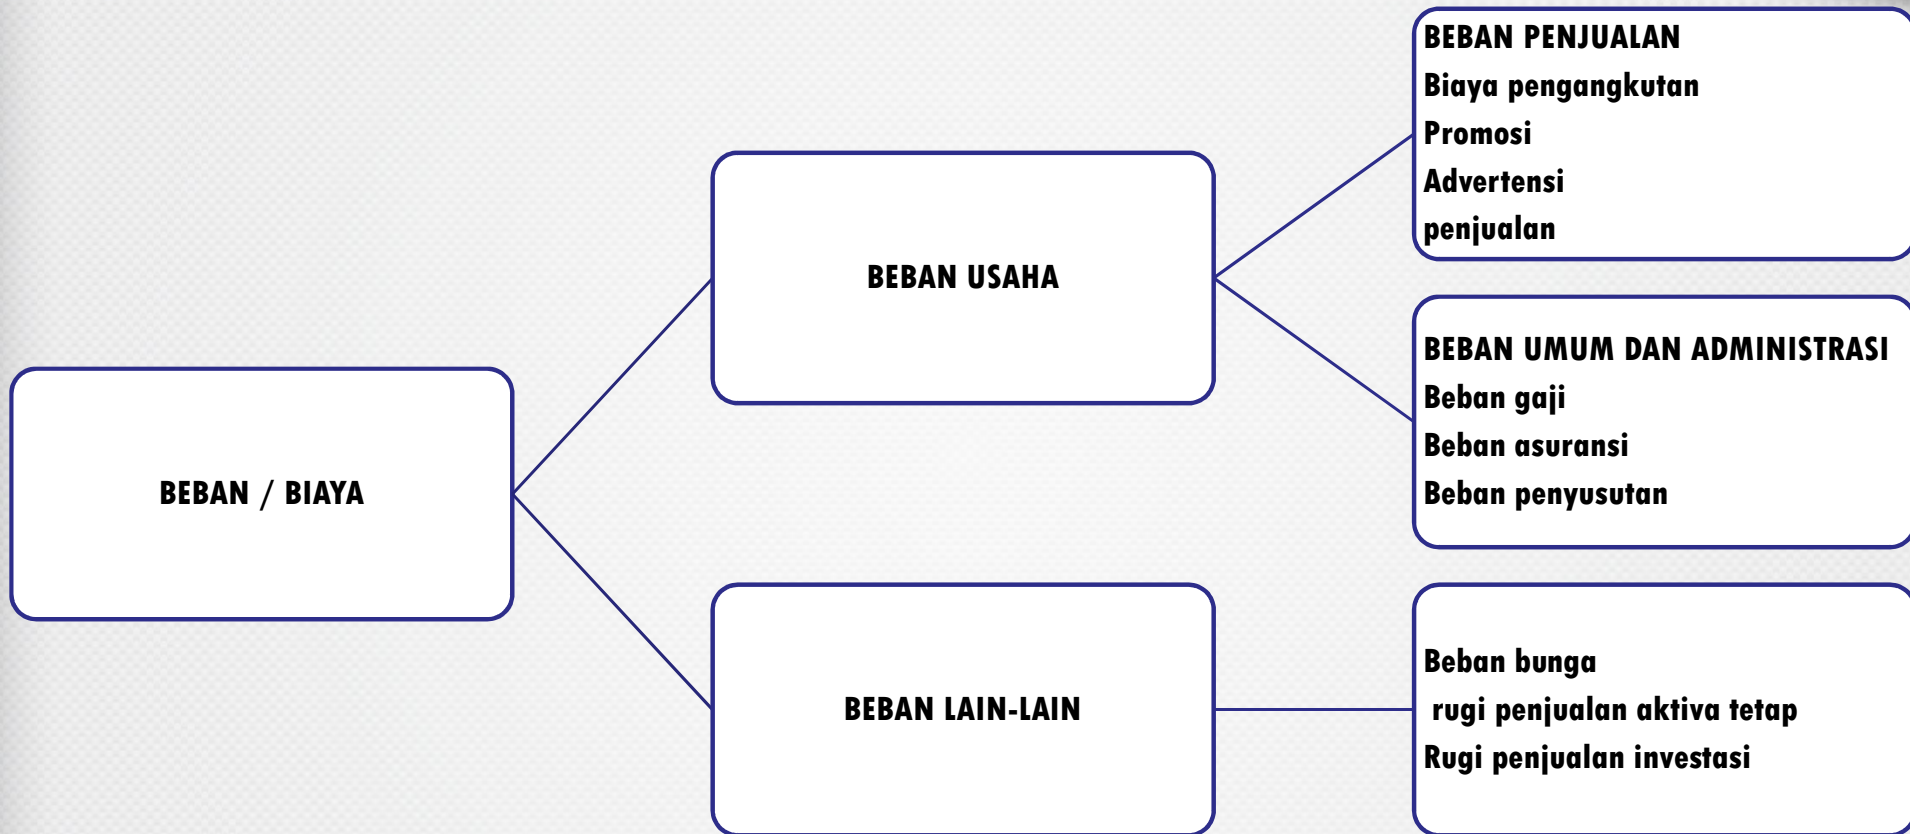 BEBAN / BIAYA
BEBAN USAHA
BEBAN PENJUALAN
Biaya pengangkutan
Promosi
Advertensi
penjualan
BEBAN UMUM DAN ADMINISTRASI
Beban gaji
Beban asuransi
Beban penyusutan
BEBAN LAIN-LAIN
Beban bunga
rugi penjualan aktiva tetap
Rugi penjualan investasi